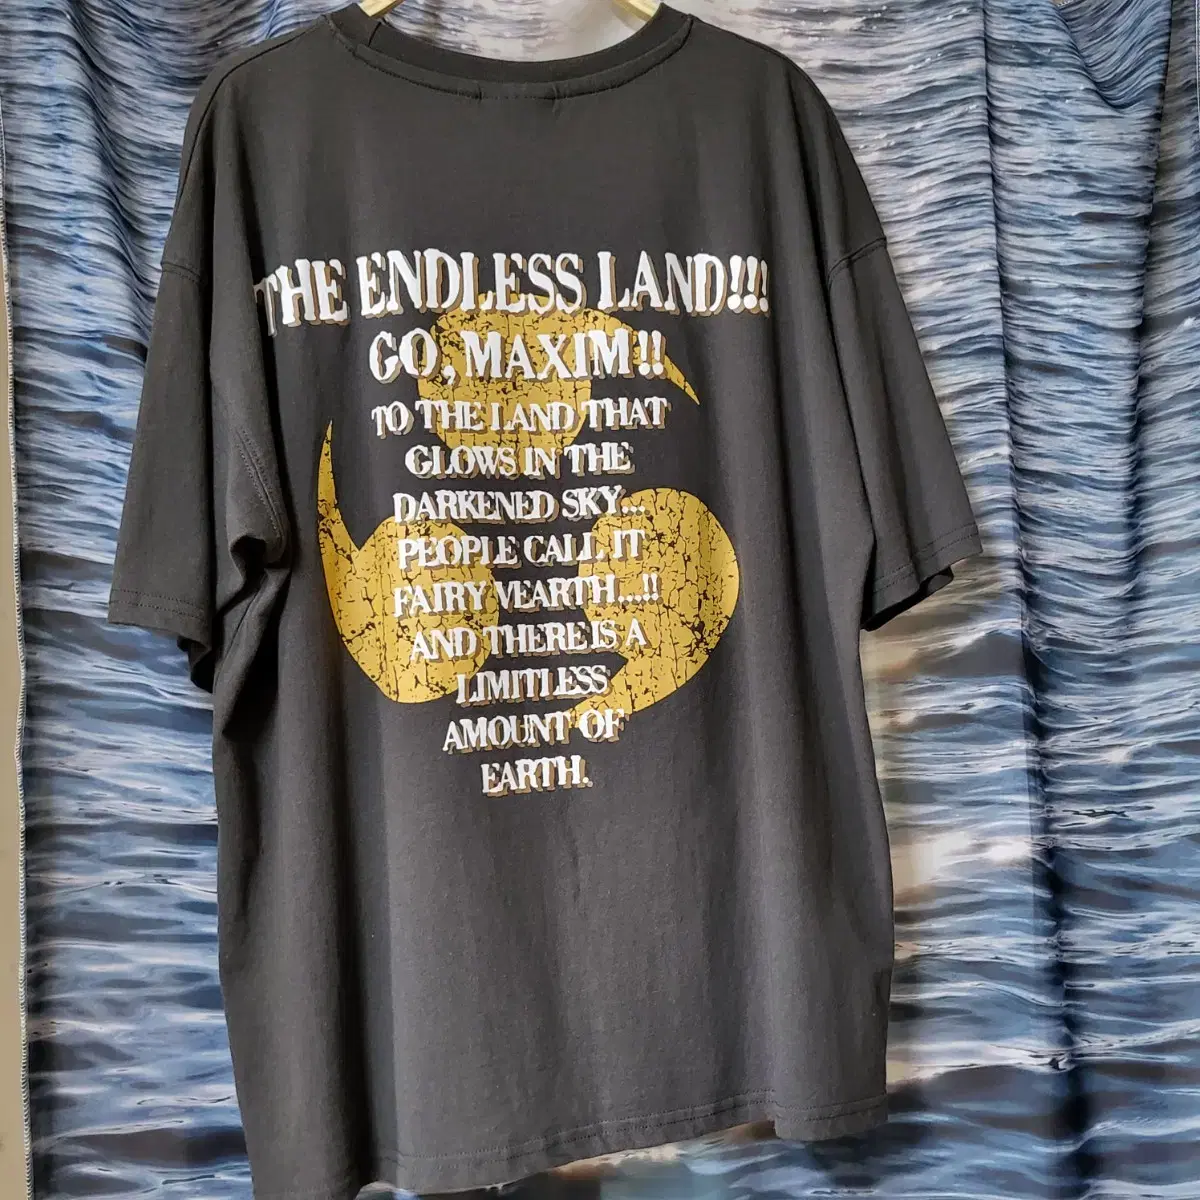 THE ENDLESS LAND!!!
GO, MAXIM!!
TO THE LAND THAT
GLOWS IN THE
DARKENED SKY...
PEOPLE CALL IT
FAIRY VEARTH...!!
AND THERE IS A
LIMITLESS
AMOUNT OF
EARTH.